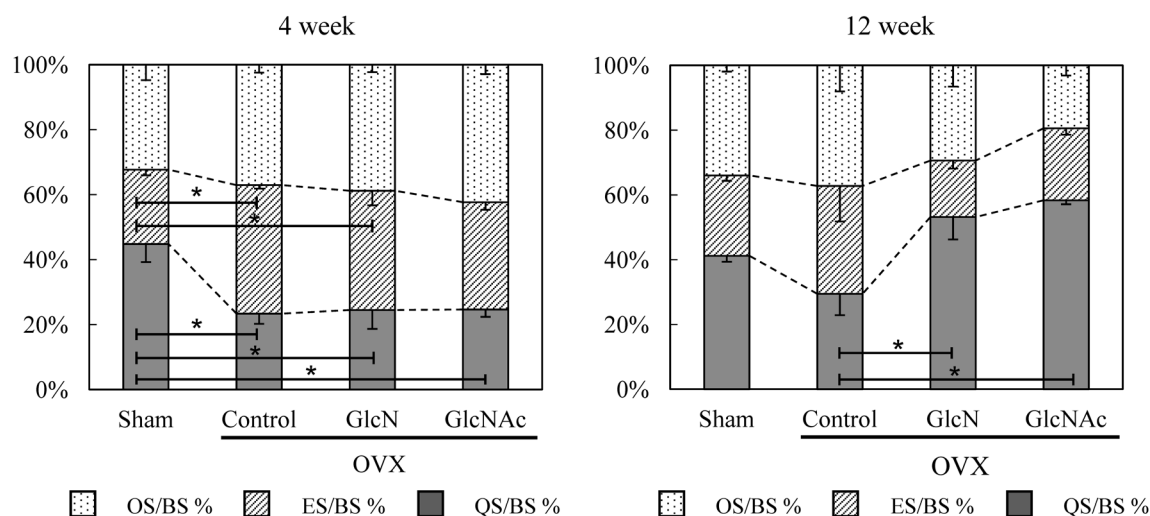 4 week
12 week
100%
80%
60%
40%
20%
0%
*
*
*
*
*
Sham Control GlcN GlcNAc
OVX
OS/BS % ES/BS % QS/BS %
100%
80%
60%
40%
20%
0%
*
*
Sham Control GlcN GlcNAc
OVX
OS/BS % ES/BS % QS/BS %